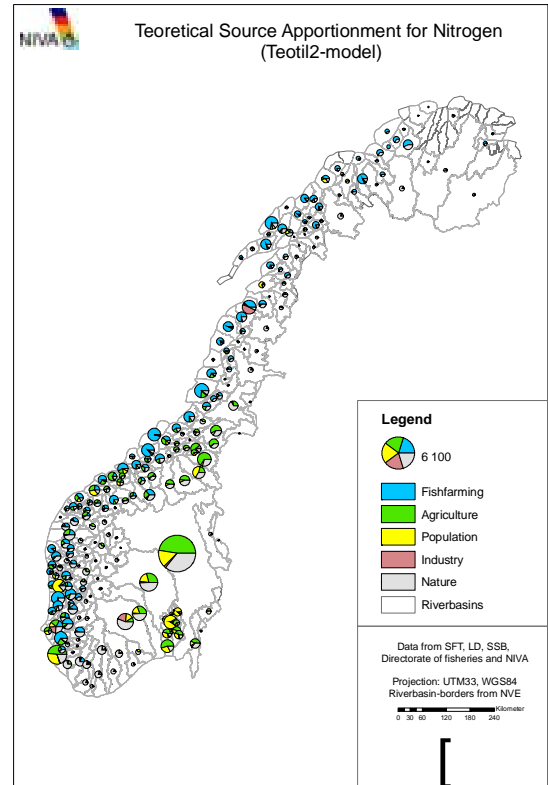 NIVA
Teoretical Source Apportionment for Nitrogen
(Teotil2-model)
Legend
6 100
Fishfarming
Agriculture
Population
Industry
Nature
Riverbasins
Data from SFT, LD, SSB,
Directorate of fisheries and NIVA
Projection: UTM33, WGS84
Riverbasin-borders from NVE
Kilometer
0 30 60 120 180 240
[